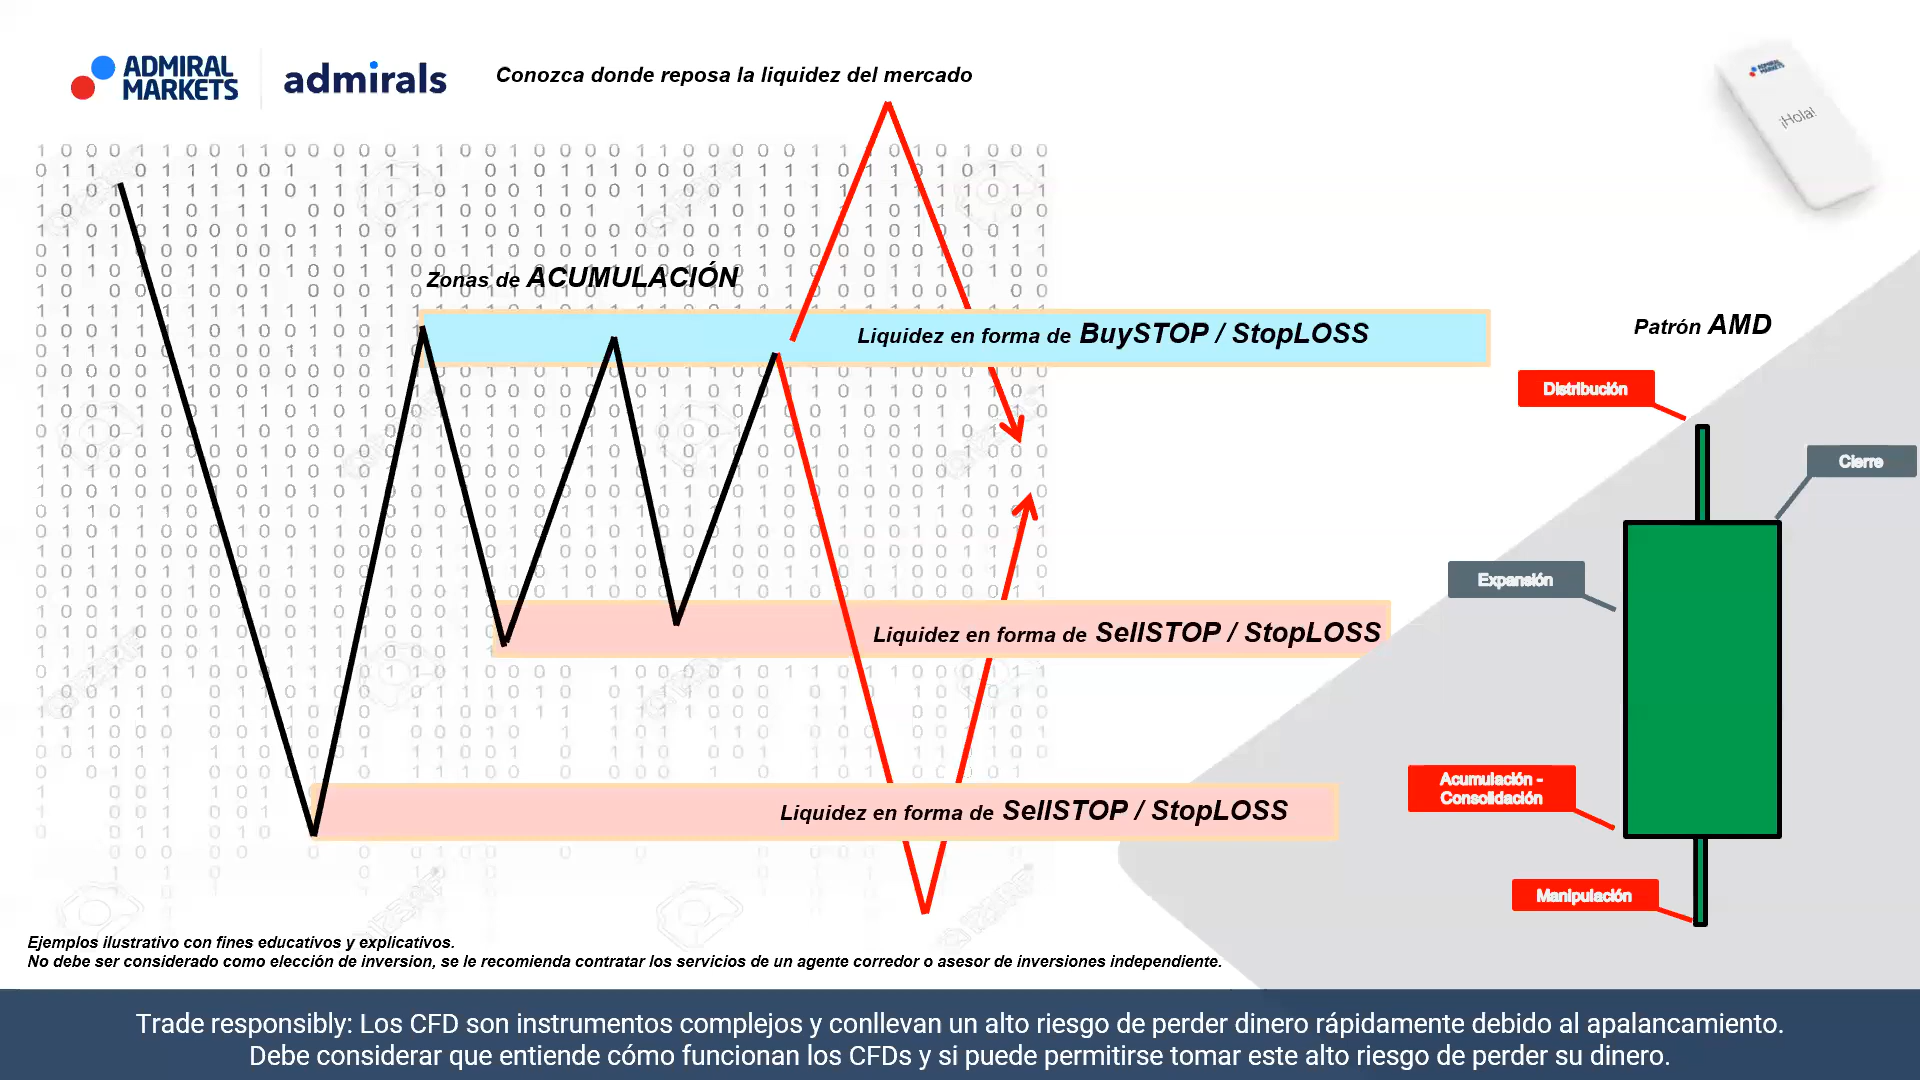 ADMIRAL
MARKETS
admirals
Conozca donde reposa la liquidez del mercado
ADMIRAL
MARKETS
¡Hola!
Zonas de ACUMULACIÓN
Liquidez en forma de BuySTOP / StopLOSS
Patrón AMD
Distribución
Cierre
Expansión
Liquidez en forma de SellSTOP / StopLOSS
Acumulación -
Consolidación
Liquidez en forma de SellSTOP / StopLOSS
Manipulación
Ejemplos ilustrativo con fines educativos y explicativos.
No debe ser considerado como elección de inversion, se le recomienda contratar los servicios de un agente corredor o asesor de inversiones independiente.
Trade responsibly: Los CFD son instrumentos complejos y conllevan un alto riesgo de perder dinero rápidamente debido al apalancamiento.
Debe considerar que entiende cómo funcionan los CFDs y si puede permitirse tomar este alto riesgo de perder su dinero.